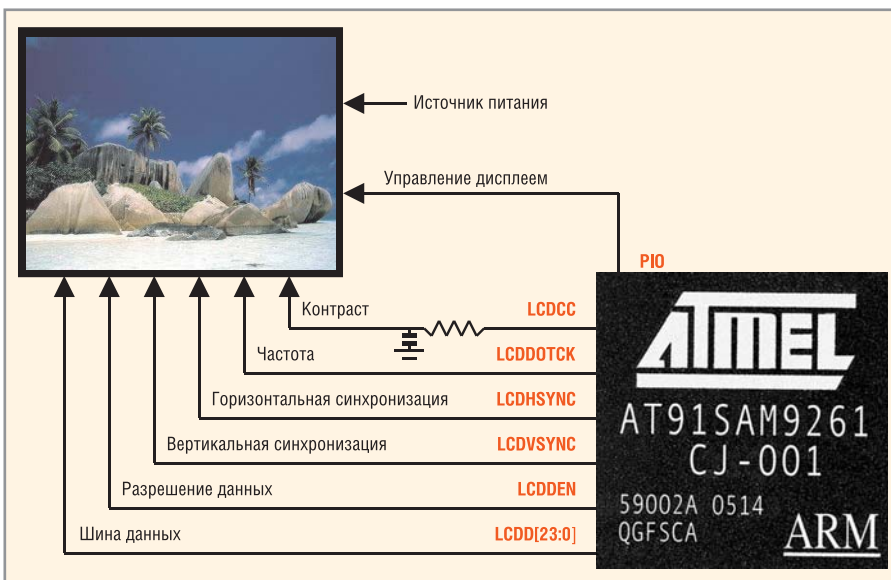 Источник питания
Управление дисплеем
PIO
Контраст LCDCC
Частота LCDDOTCK
Горизонтальная синхронизация LCDHSYNC
Вертикальная синхронизация LCDVSYNC
Разрешение данных LCDDEN
Шина данных LCDD[23:0]
ATMEL
AT91SAM9261
CJ-001
59002A 0514
QGFSCA
ARM